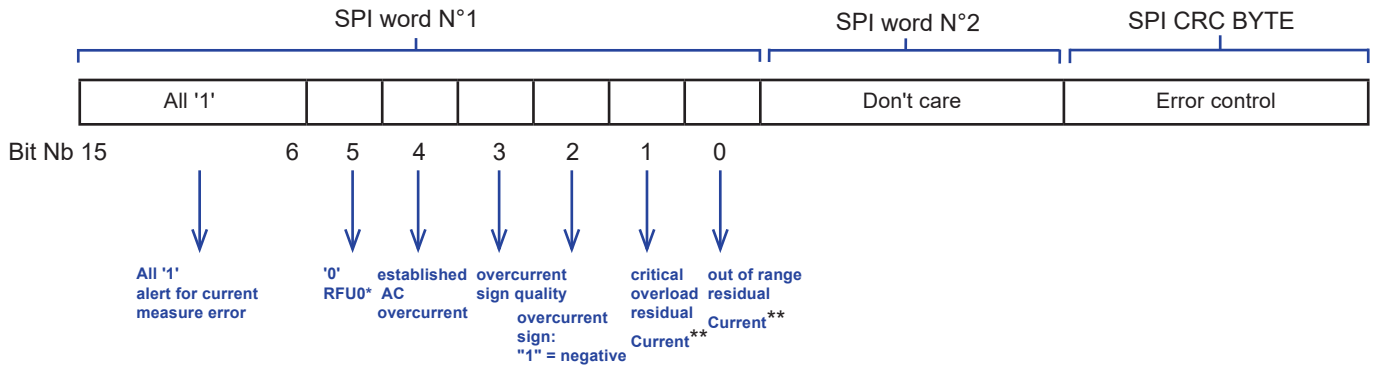 SPI word N°1 SPI word N°2 SPI CRC BYTE
All '1' Don't care Error control
Bit Nb 15 6 5 4 3 2 1 0
All '1'
alert for current
measure error
'0'
RFU0*
established
AC
overcurrent
overcurrent
sign quality
overcurrent
sign:
"1" = negative
critical
overload
residual
Current**
out of range
residual
Current**